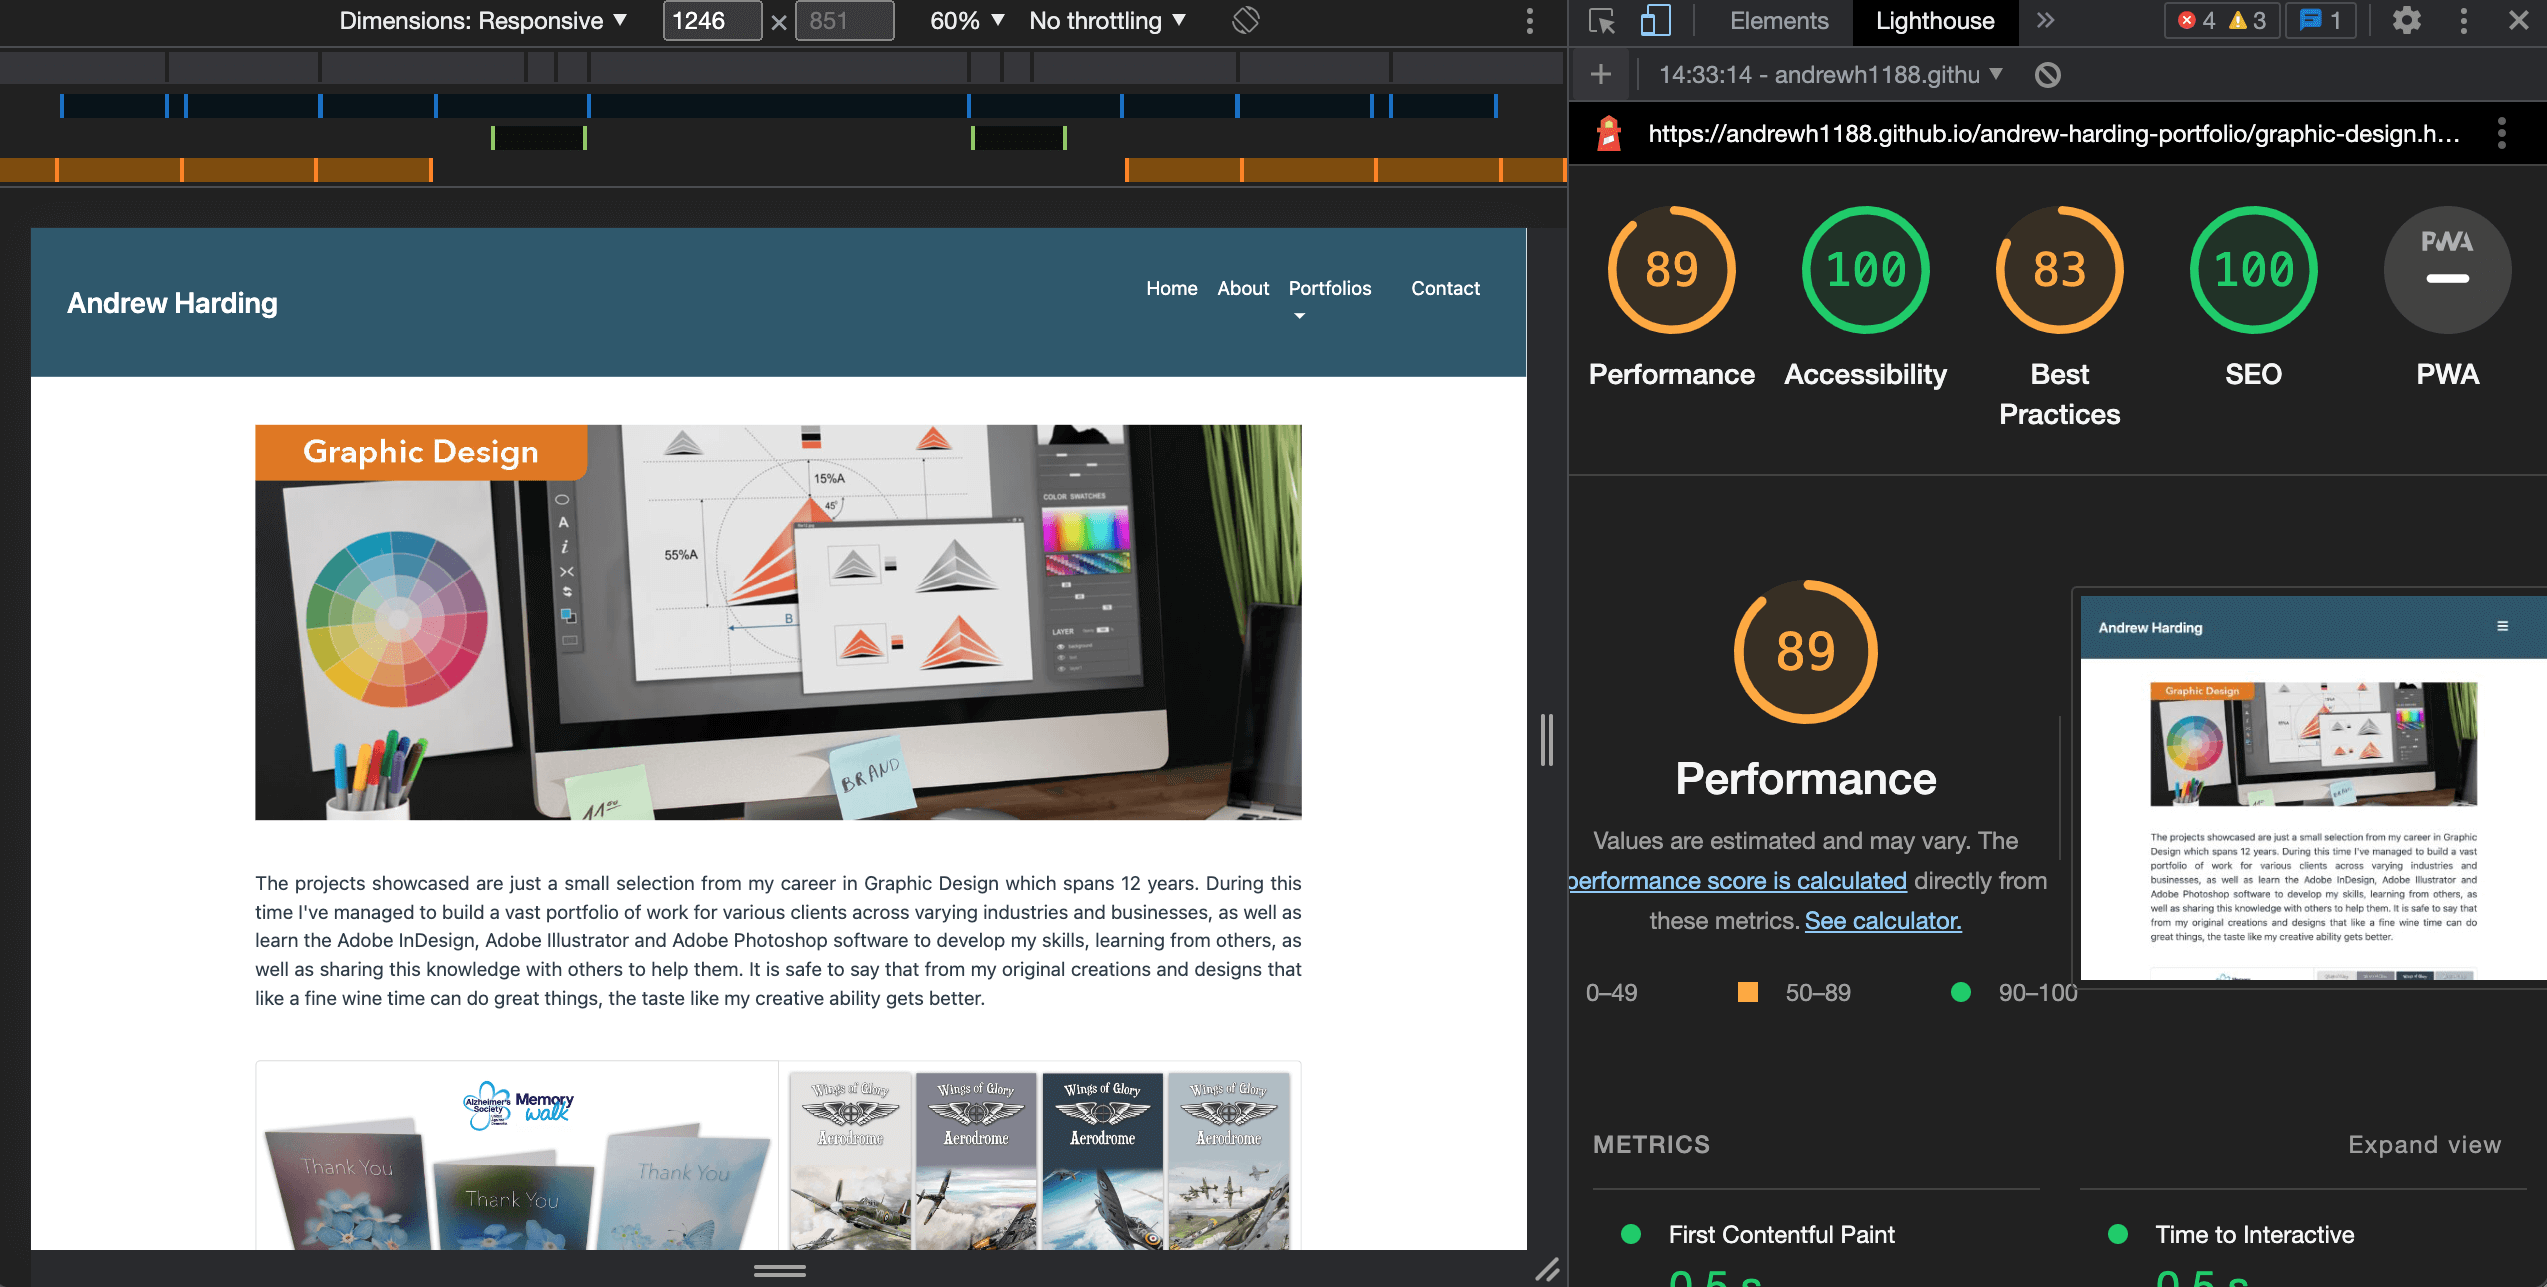 Dimensions: Responsive ▼ 1246 × 851 60% ▼ No throttling ▼
Elements Lighthouse » 4 3 1
+ 14:33:14 - andrewh1188.githu ▼
https://andrewh1188.github.io/andrew-harding-portfolio/graphic-design.h…
Andrew Harding
Home About Portfolios Contact
Graphic Design
15%A
45°
55%A
B
COLOR SWATCHES
LAYER
BRAND
11:00
The projects showcased are just a small selection from my career in Graphic Design which spans 12 years. During this
time I've managed to build a vast portfolio of work for various clients across varying industries and businesses, as well as
learn the Adobe InDesign, Adobe Illustrator and Adobe Photoshop software to develop my skills, learning from others, as
well as sharing this knowledge with others to help them. It is safe to say that from my original creations and designs that
like a fine wine time can do great things, the taste like my creative ability gets better.
Alzheimer's
Society
Memory
walk
Thank You
Thank You
Thank You
Wings of Glory
Aerodrome
Wings of Glory
Aerodrome
Wings of Glory
Aerodrome
Wings of Glory
Aerodrome
89 100 83 100 PWA
Performance Accessibility Best
Practices SEO PWA
89
Performance
Values are estimated and may vary. The
performance score is calculated directly from
these metrics. See calculator.
0–49 50–89 90–100
Andrew Harding
Graphic Design
The projects showcased are just a small selection from my career in Graphic
Design which spans 12 years. During this time I've managed to build a vast
portfolio of work for various clients across varying industries and
businesses, as well as learn the Adobe InDesign, Adobe Illustrator and
Adobe Photoshop software to develop my skills, learning from others, as
well as sharing this knowledge with others to help them. It is safe to say that
from my original creations and designs that like a fine wine time can do
great things, the taste like my creative ability gets better.
METRICS Expand view
First Contentful Paint
0.5 s
Time to Interactive
0.5 s